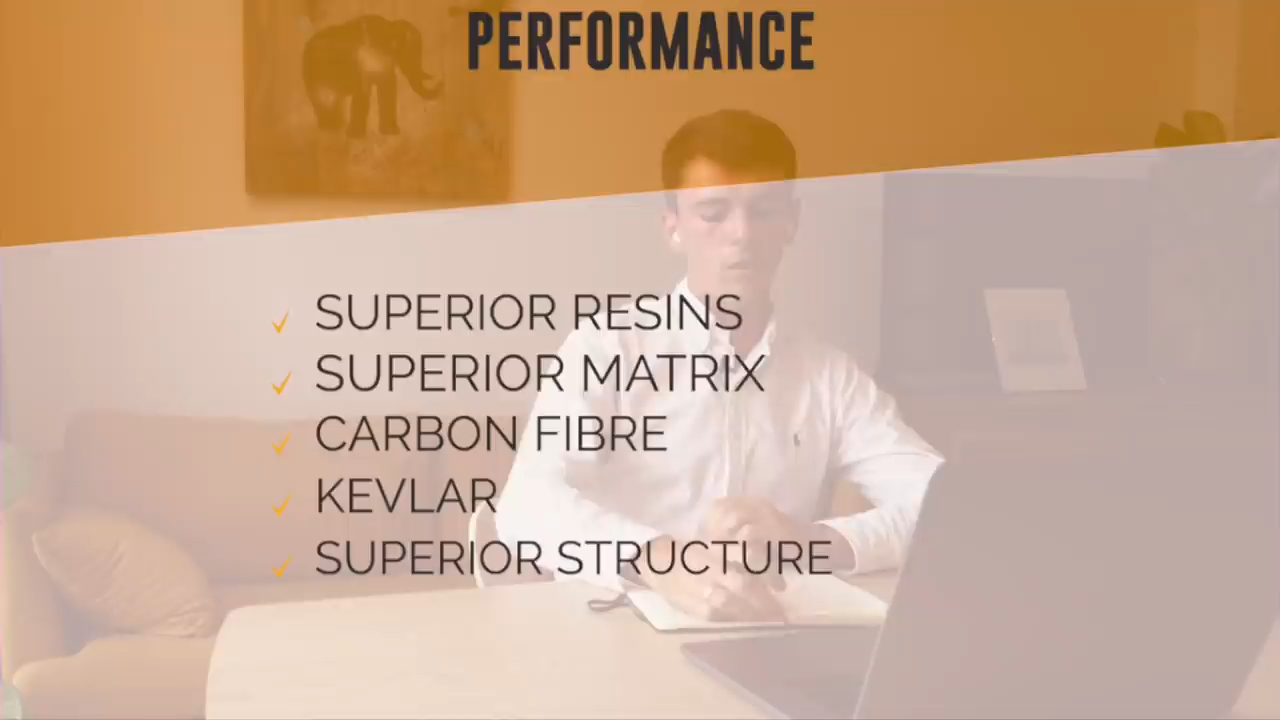 PERFORMANCE
SUPERIOR RESINS
SUPERIOR MATRIX
CARBON FIBRE
KEVLAR
SUPERIOR STRUCTURE